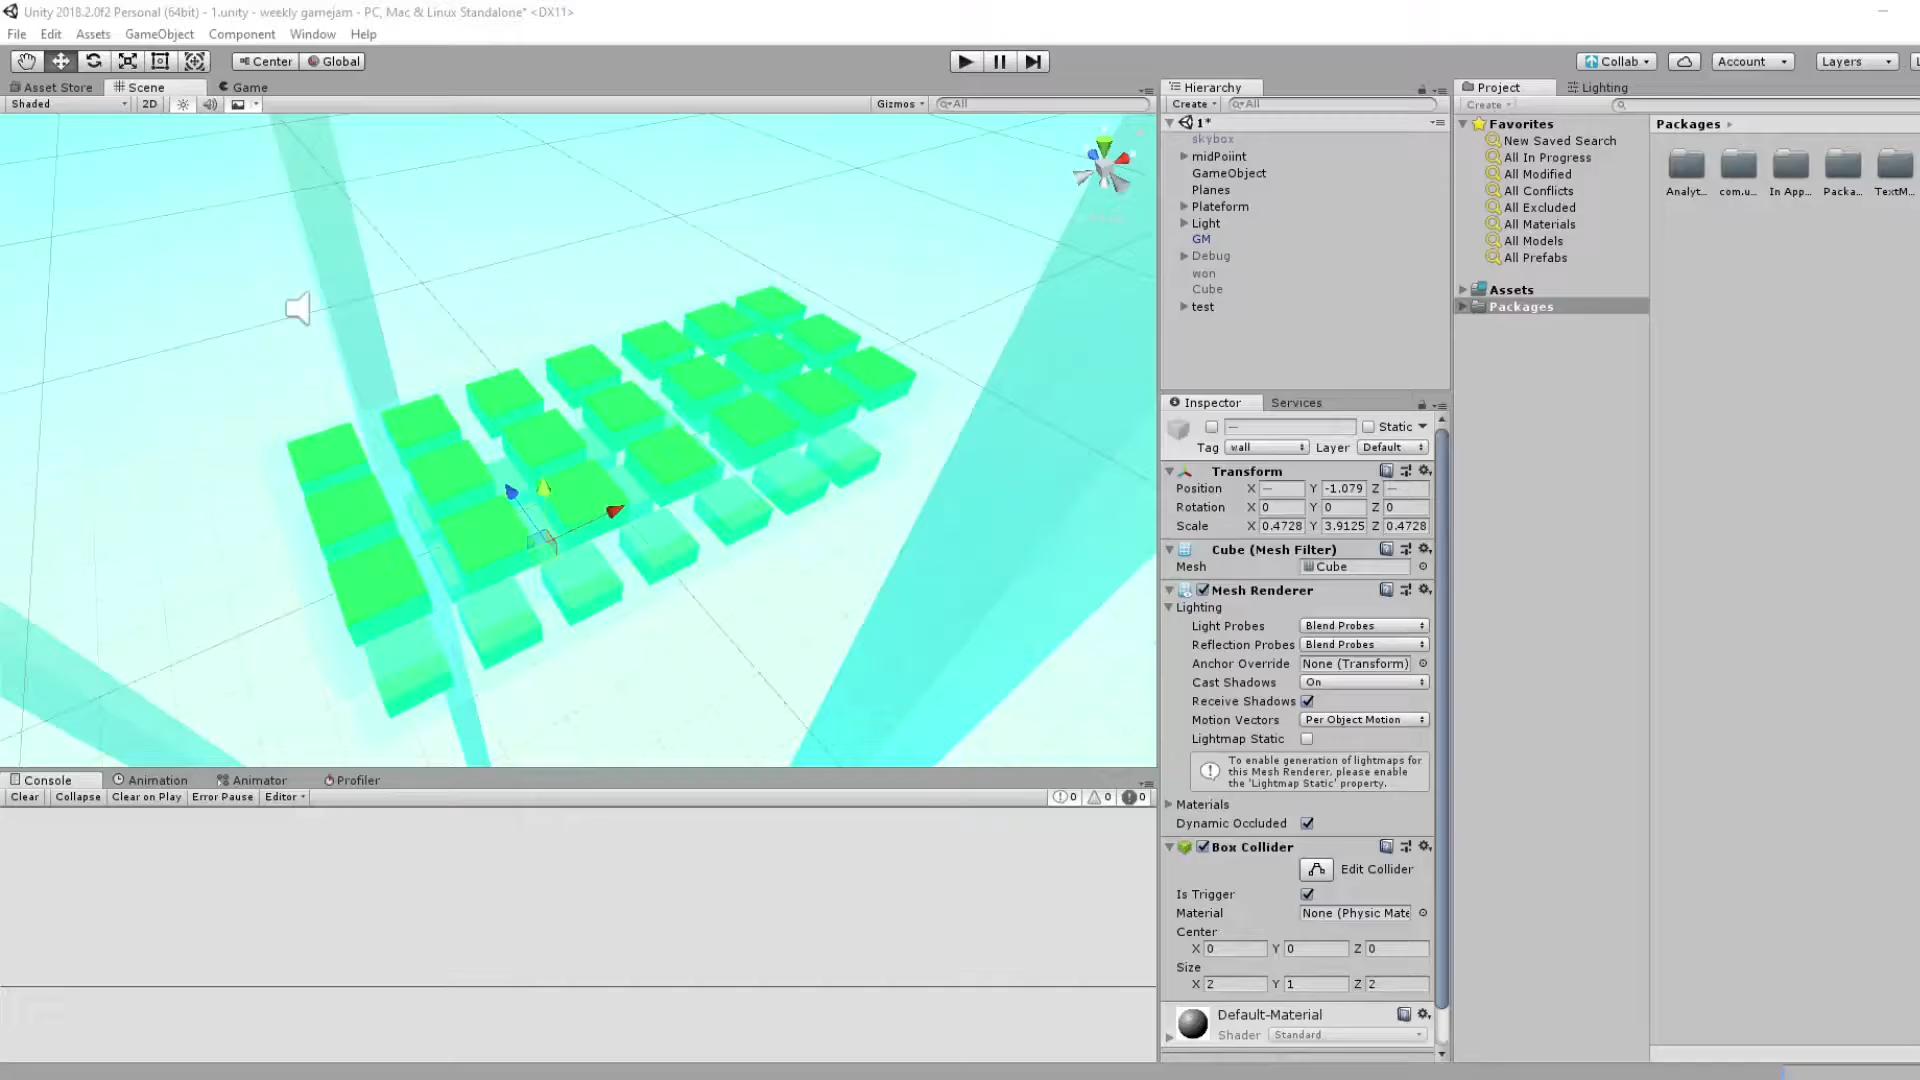 Unity 2018.2.0f2 Personal (64bit) - 1.unity - weekly gamejam - PC, Mac & Linux Standalone* <DX11>
File Edit Assets GameObject Component Window Help
Center Global Collab Account Layers
Asset Store Scene Game
Shaded 2D Gizmos All
Hierarchy
Create All
1*
skybox
midPoiint
GameObject
Planes
Plateform
Light
GM
Debug
won
Cube
test
Project Lighting
Create
Favorites
New Saved Search
All In Progress
All Modified
All Conflicts
All Excluded
All Materials
All Models
All Prefabs
Assets
Packages
Packages
Analyt... com.u... In App... Packa... TextM...
Inspector Services
— Static
Tag wall Layer Default
Transform
Position X — Y -1.079 Z —
Rotation X 0 Y 0 Z 0
Scale X 0.4728 Y 3.9125 Z 0.4728
Cube (Mesh Filter)
Mesh Cube
Mesh Renderer
Lighting
Light Probes Blend Probes
Reflection Probes Blend Probes
Anchor Override None (Transform)
Cast Shadows On
Receive Shadows
Motion Vectors Per Object Motion
Lightmap Static
To enable generation of lightmaps for
this Mesh Renderer, please enable
the 'Lightmap Static' property.
Materials
Dynamic Occluded
Box Collider
Edit Collider
Is Trigger
Material None (Physic Mate
Center
X 0 Y 0 Z 0
Size
X 2 Y 1 Z 2
Default-Material
Shader Standard
Console Animation Animator Profiler
Clear Collapse Clear on Play Error Pause Editor 0 0 0